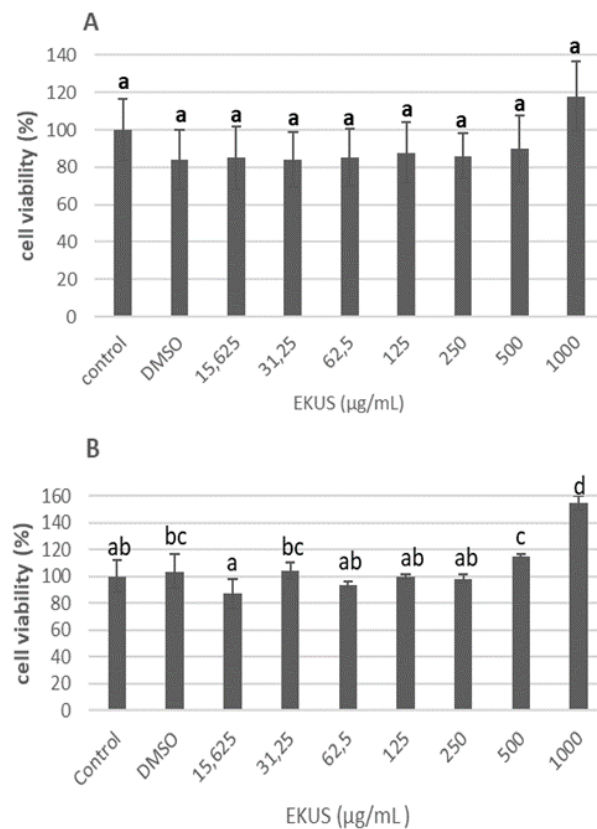 A
140
120
100
80
60
40
20
0
cell viability (%)
a a a a a a a a a
control DMSO 15,625 31,25 62,5 125 250 500 1000
EKUS (µg/mL)
B
160
140
120
100
80
60
40
20
0
cell viability (%)
ab bc a bc ab ab ab c d
Control DMSO 15,625 31,25 62,5 125 250 500 1000
EKUS (µg/mL)